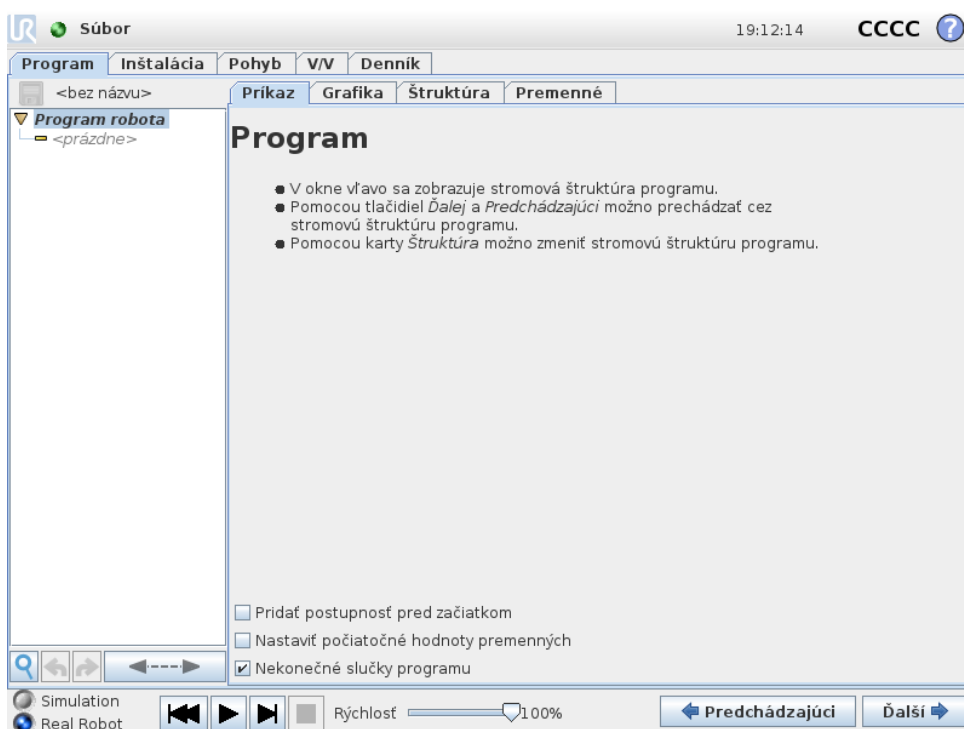 UR Súbor 19:12:14 CCCC ?
Program Inštalácia Pohyb V/V Denník
<bez názvu> Príkaz Grafika Štruktúra Premenné
Program robota
<prázdne>
Program
V okne vľavo sa zobrazuje stromová štruktúra programu.
Pomocou tlačidiel Ďalej a Predchádzajúci možno prechádzať cez
stromovú štruktúru programu.
Pomocou karty Štruktúra možno zmeniť stromovú štruktúru programu.
Pridať postupnosť pred začiatkom
Nastaviť počiatočné hodnoty premenných
Nekonečné slučky programu
Simulation
Real Robot
Rýchlosť 100%
Predchádzajúci Ďalší